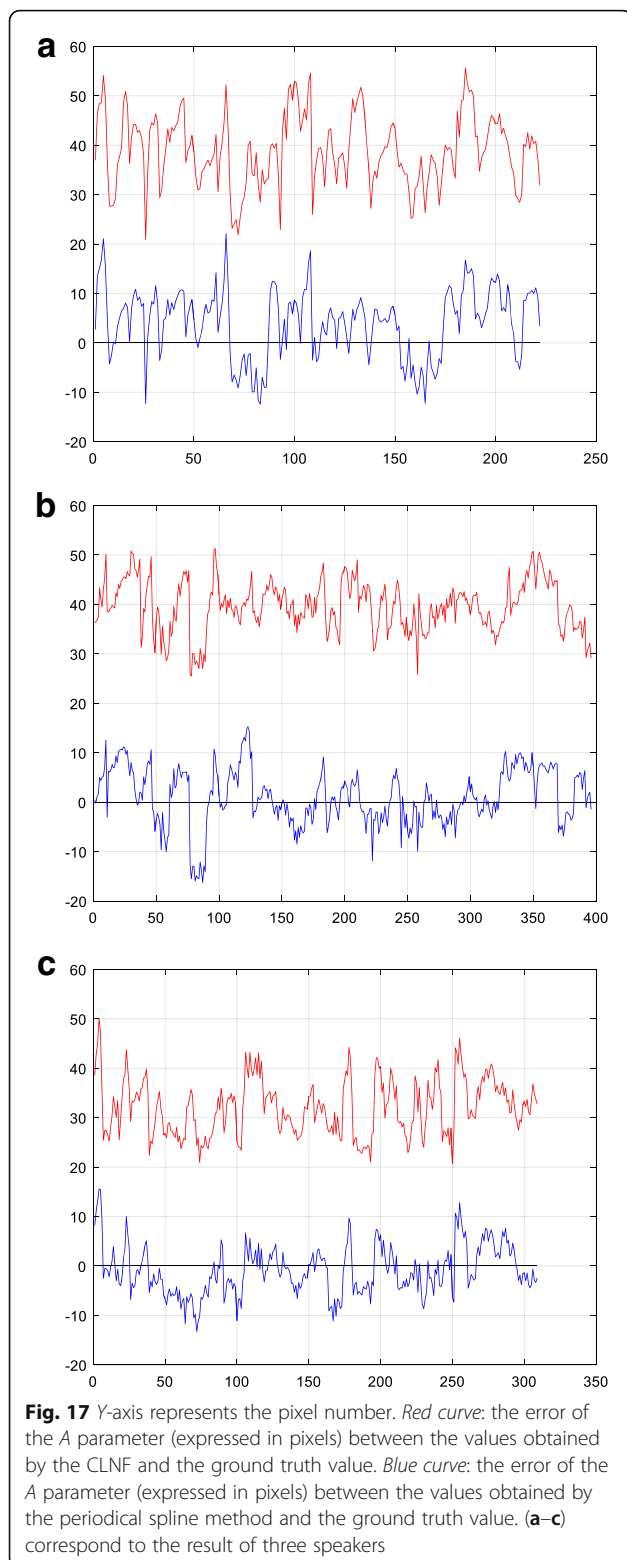 a
60
50
40
30
20
10
0
-10
-20
0 50 100 150 200 250
b
60
50
40
30
20
10
0
-10
-20
0 50 100 150 200 250 300 350 400
c
60
50
40
30
20
10
0
-10
-20
0 50 100 150 200 250 300 350
Fig. 17 Y-axis represents the pixel number. Red curve: the error of
the A parameter (expressed in pixels) between the values obtained
by the CLNF and the ground truth value. Blue curve: the error of the
A parameter (expressed in pixels) between the values obtained by
the periodical spline method and the ground truth value. (a–c)
correspond to the result of three speakers